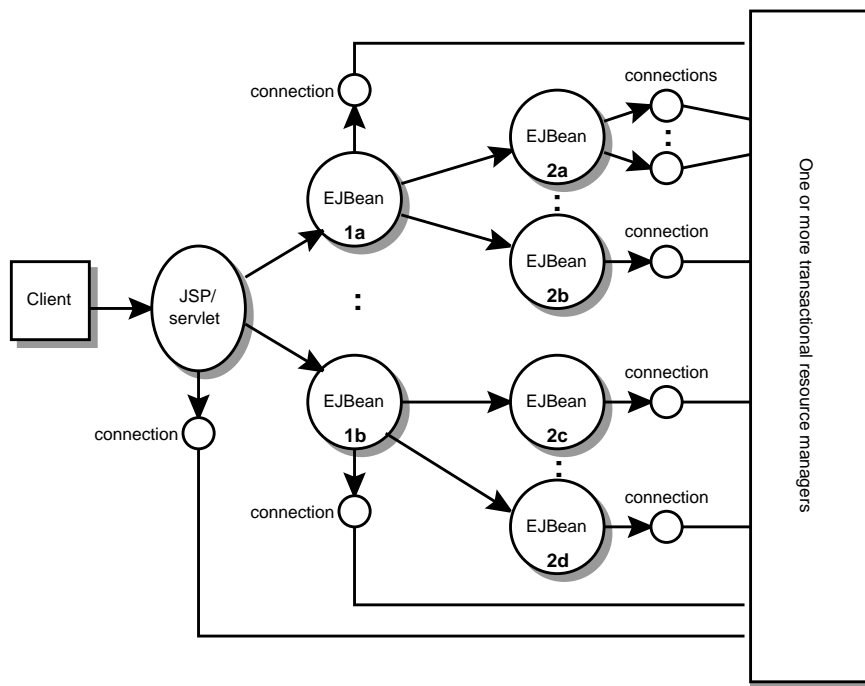 connection
connections
EJBean
2a
EJBean
1a
connection
EJBean
2b
Client
JSP/
servlet
One or more transactional resource managers
connection
EJBean
1b
EJBean
2c
connection
connection
connection
EJBean
2d